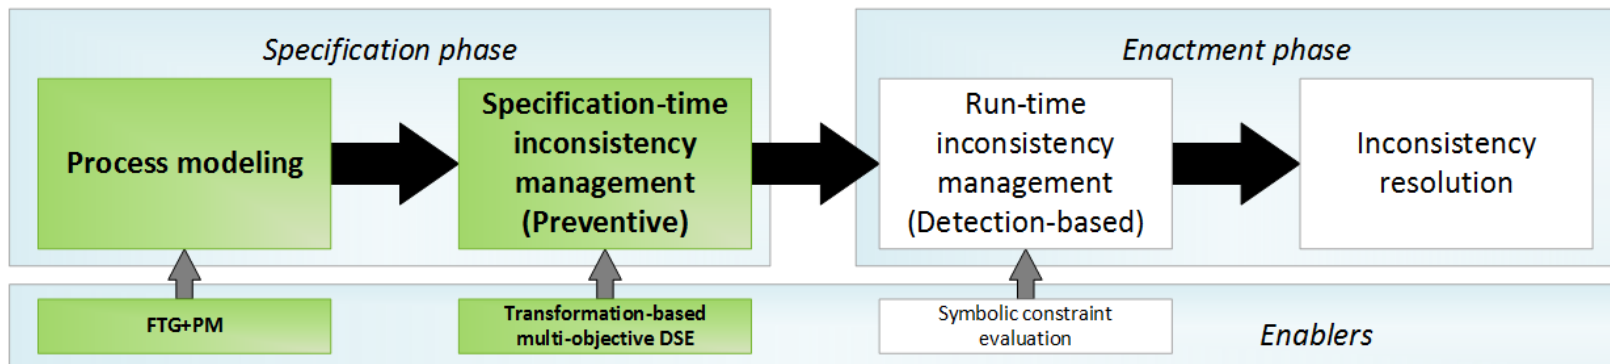 Specification phase
Enactment phase
Process modeling
Specification-time
inconsistency
management
(Preventive)
Run-time
inconsistency
management
(Detection-based)
Inconsistency
resolution
FTG+PM
Transformation-based
multi-objective DSE
Symbolic constraint
evaluation
Enablers